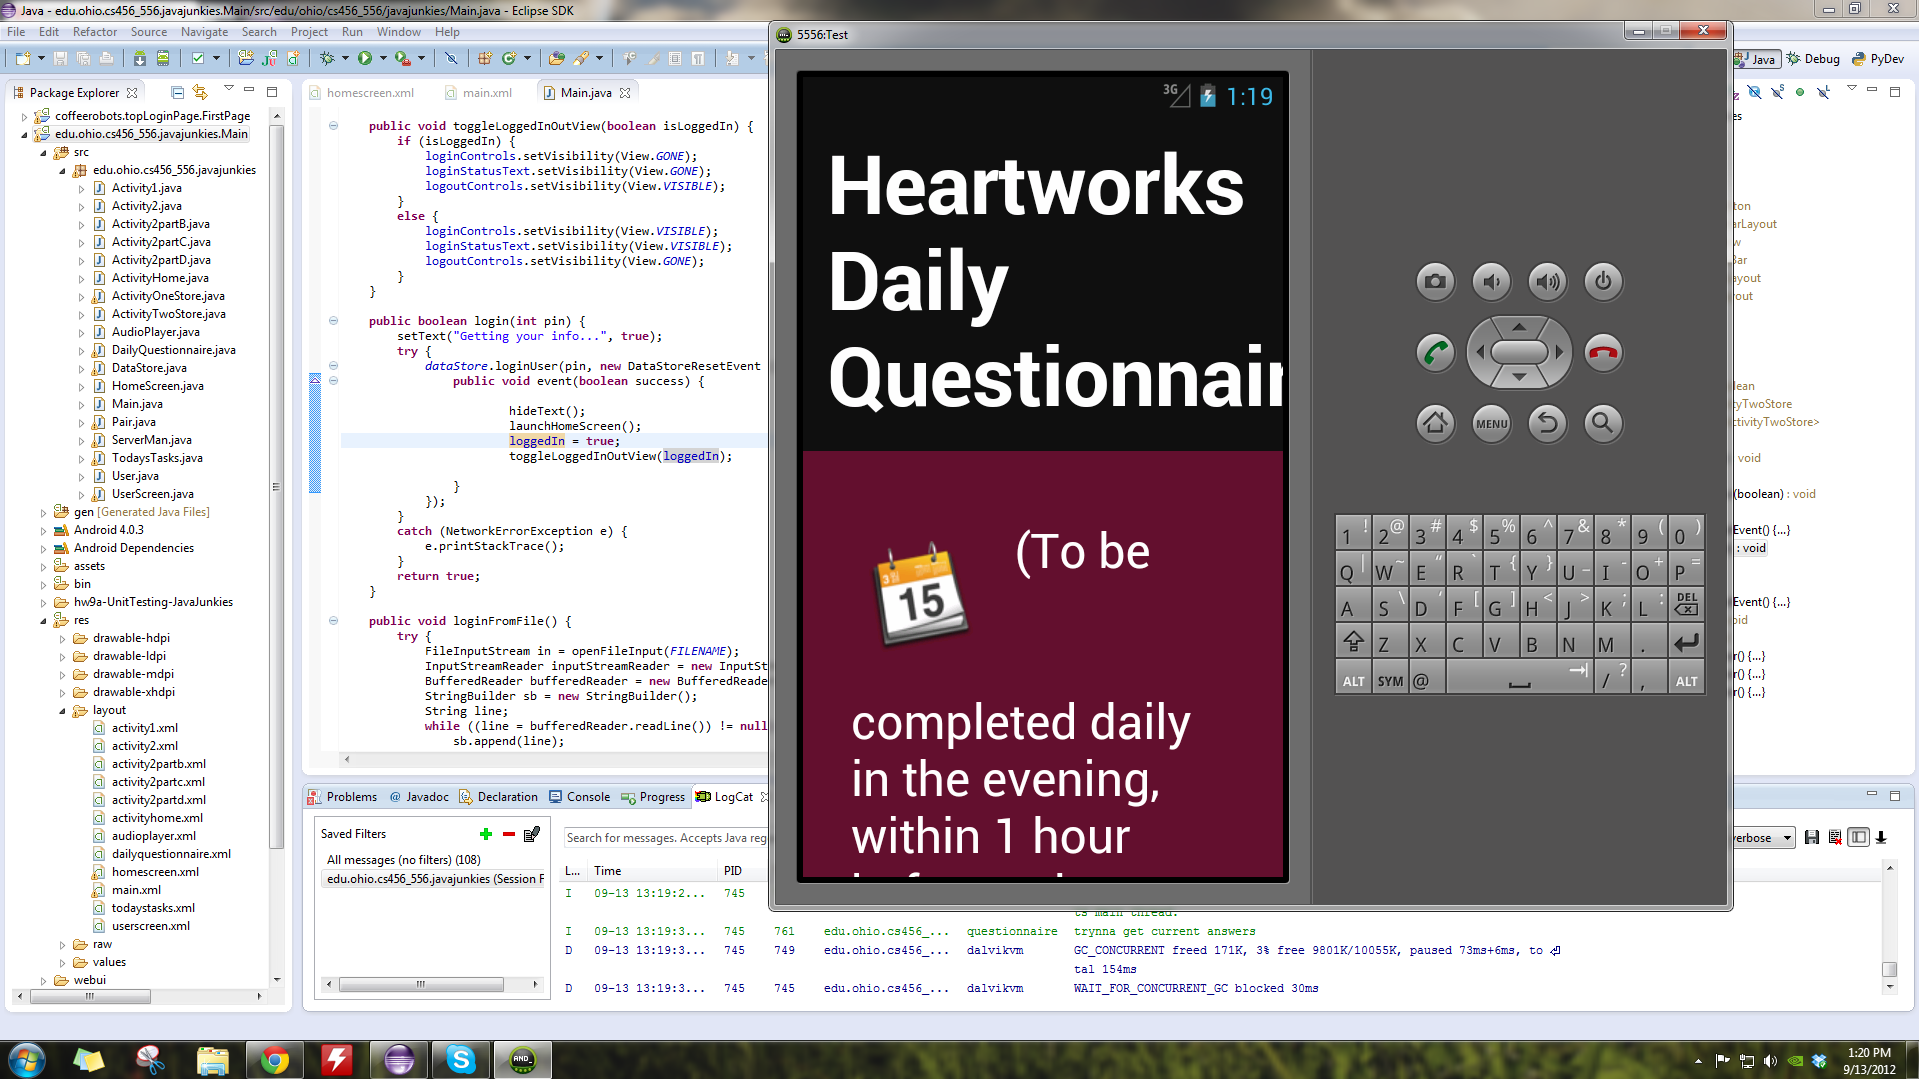 Java - edu.ohio.cs456_556.javajunkies.Main/src/edu/ohio/cs456_556/javajunkies/Main.java - Eclipse SDK
File Edit Refactor Source Navigate Search Project Run Window Help
Java Debug PyDev
Package Explorer
coffeerobots.topLoginPage.FirstPage
edu.ohio.cs456_556.javajunkies.Main
src
edu.ohio.cs456_556.javajunkies
Activity1.java
Activity2.java
Activity2partB.java
Activity2partC.java
Activity2partD.java
ActivityHome.java
ActivityOneStore.java
ActivityTwoStore.java
AudioPlayer.java
DailyQuestionnaire.java
DataStore.java
HomeScreen.java
Main.java
Pair.java
ServerMan.java
TodaysTasks.java
User.java
UserScreen.java
gen [Generated Java Files]
Android 4.0.3
Android Dependencies
assets
bin
hw9a-UnitTesting-JavaJunkies
res
drawable-hdpi
drawable-ldpi
drawable-mdpi
drawable-xhdpi
layout
activity1.xml
activity2.xml
activity2partb.xml
activity2partc.xml
activity2partd.xml
activityhome.xml
audioplayer.xml
dailyquestionnaire.xml
homescreen.xml
main.xml
todaystasks.xml
userscreen.xml
raw
values
webui
homescreen.xml main.xml Main.java
public void toggleLoggedInOutView(boolean isLoggedIn) {
if (isLoggedIn) {
loginControls.setVisibility(View.GONE);
loginStatusText.setVisibility(View.GONE);
logoutControls.setVisibility(View.VISIBLE);
}
else {
loginControls.setVisibility(View.VISIBLE);
loginStatusText.setVisibility(View.VISIBLE);
logoutControls.setVisibility(View.GONE);
}
}
public boolean login(int pin) {
setText("Getting your info...", true);
try {
dataStore.loginUser(pin, new DataStoreResetEvent
public void event(boolean success) {
hideText();
launchHomeScreen();
loggedIn = true;
toggleLoggedInOutView(loggedIn);
}
});
}
catch (NetworkErrorException e) {
e.printStackTrace();
}
return true;
}
public void loginFromFile() {
try {
FileInputStream in = openFileInput(FILENAME);
InputStreamReader inputStreamReader = new InputSt
BufferedReader bufferedReader = new BufferedReade
StringBuilder sb = new StringBuilder();
String line;
while ((line = bufferedReader.readLine()) != null
sb.append(line);
5556:Test
3G 1:19
Heartworks
Daily
Questionnair
15
(To be
completed daily
in the evening,
within 1 hour
MENU
1 ! 2 @ 3 # 4 $ 5 % 6 ^ 7 & 8 * 9 ( 0 )
Q | W ~ E " R ` T { Y } U _ I - O + P =
A S \ D ' F [ G ] H < J > K ; L : DEL
Z X C V B N M .
ALT SYM @ / ? , ALT
ton
arLayout
w
Bar
ayout
out
lean
tyTwoStore
ctivityTwoStore>
void
(boolean) : void
Event() {...}
: void
Event() {...}
oid
r() {...}
r() {...}
r() {...}
Problems @ Javadoc Declaration Console Progress LogCat
Saved Filters
All messages (no filters) (108)
edu.ohio.cs456_556.javajunkies (Session F
Search for messages. Accepts Java reg
erbose
L... Time PID
I 09-13 13:19:2... 745
ts main thread.
I 09-13 13:19:3... 745 761 edu.ohio.cs456_... questionnaire trynna get current answers
D 09-13 13:19:3... 745 749 edu.ohio.cs456_... dalvikvm GC_CONCURRENT freed 171K, 3% free 9801K/10055K, paused 73ms+6ms, to
tal 154ms
D 09-13 13:19:3... 745 745 edu.ohio.cs456_... dalvikvm WAIT_FOR_CONCURRENT_GC blocked 30ms
AND_
1:20 PM
9/13/2012